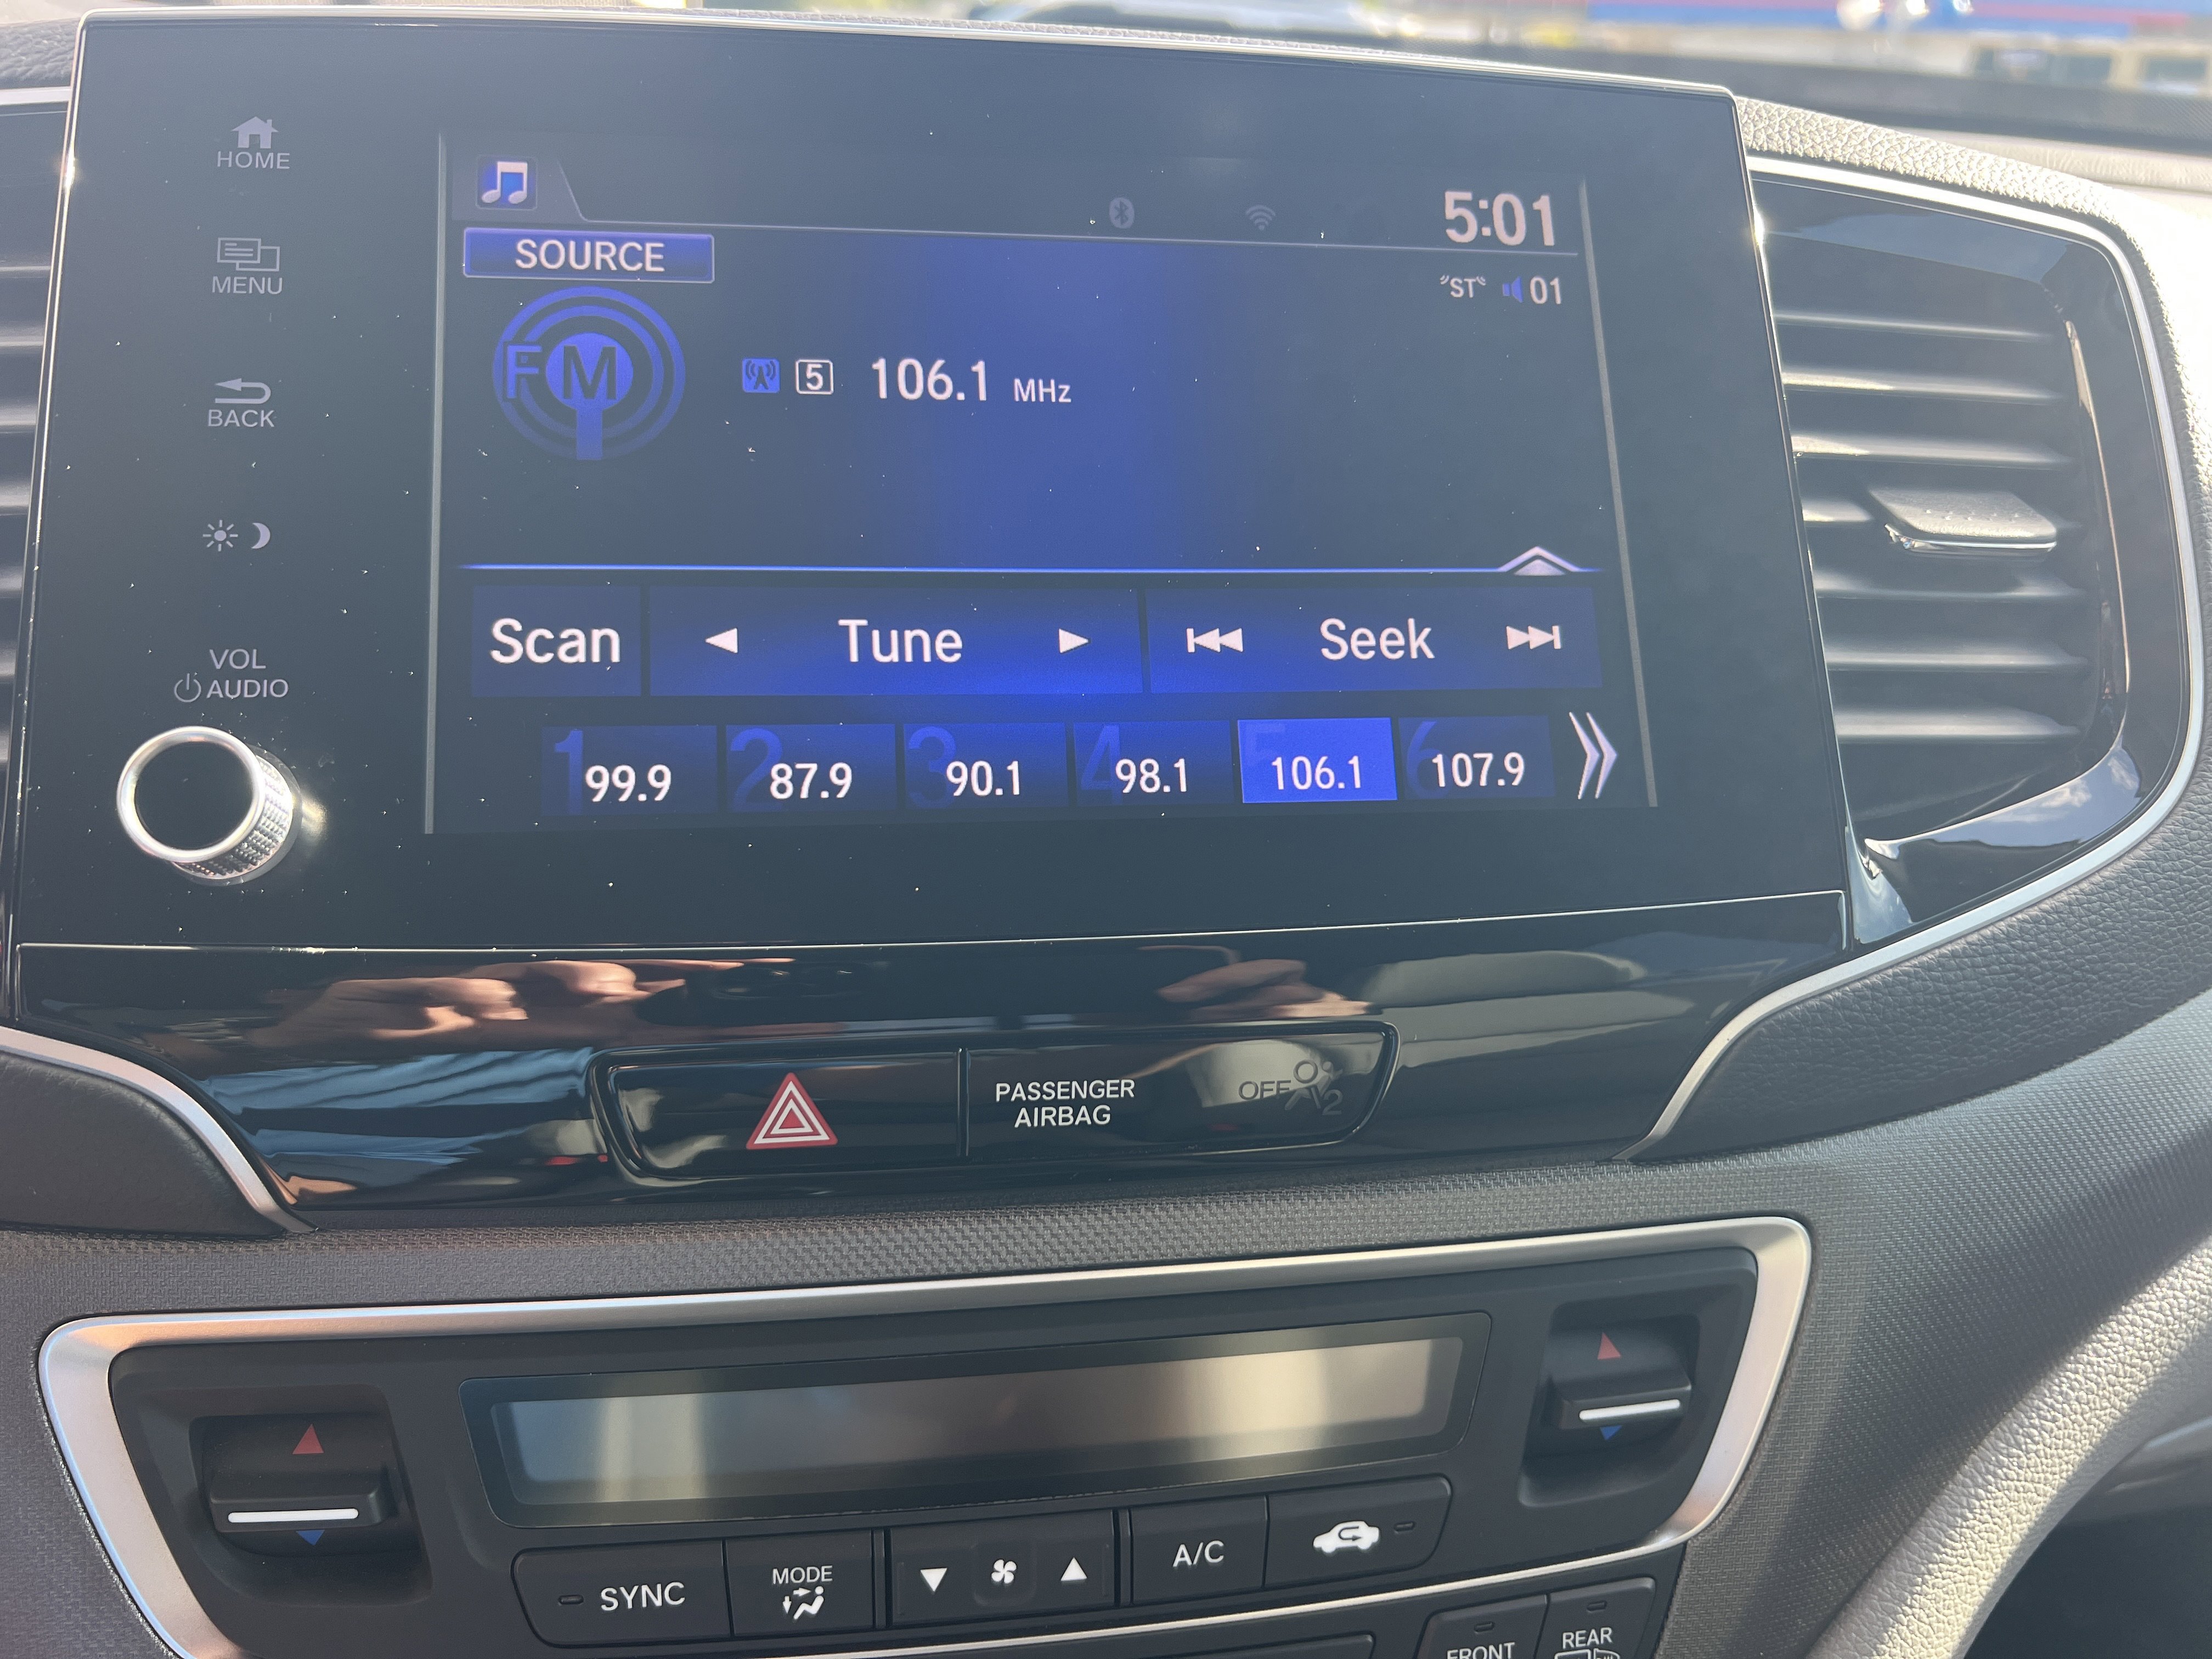 HOME
MENU
BACK
VOL
AUDIO
5:01
SOURCE
"ST" 01
FM
5 106.1 MHz
Scan Tune Seek
1 99.9 2 87.9 3 90.1 4 98.1 5 106.1 6 107.9
PASSENGER
AIRBAG
OFF 2
SYNC
MODE
A/C
FRONT
REAR